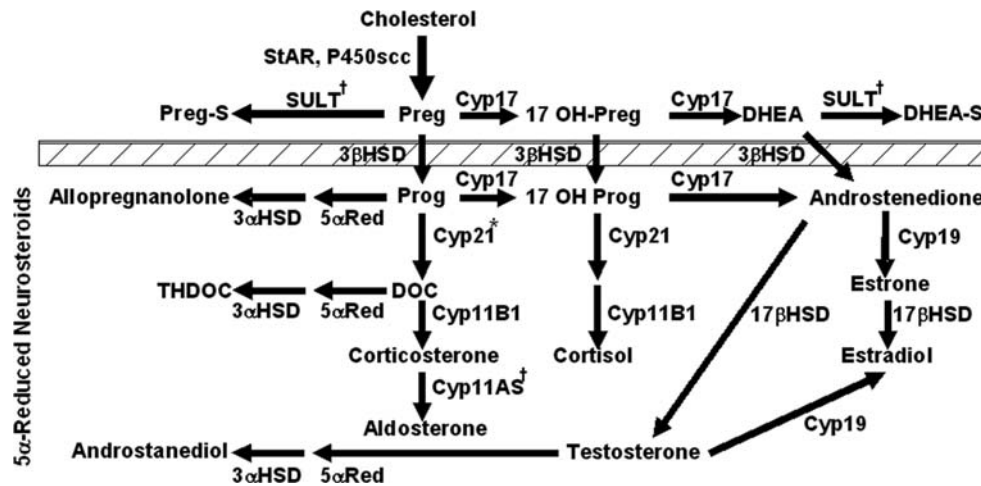 Cholesterol
StAR, P450scc
Preg-S SULT† Preg Cyp17 17 OH-Preg Cyp17 DHEA SULT† DHEA-S
3βHSD 3βHSD 3βHSD
Allopregnanolone 3αHSD 5αRed Prog Cyp17 17 OH Prog Cyp17 Androstenedione
Cyp21* Cyp21 Cyp19
THDOC 3αHSD 5αRed DOC Estrone
Cyp11B1 Cyp11B1 17βHSD 17βHSD
Corticosterone Cortisol Estradiol
Cyp11AS†
Aldosterone Cyp19
Androstanediol 3αHSD 5αRed Testosterone
5α-Reduced Neurosteroids